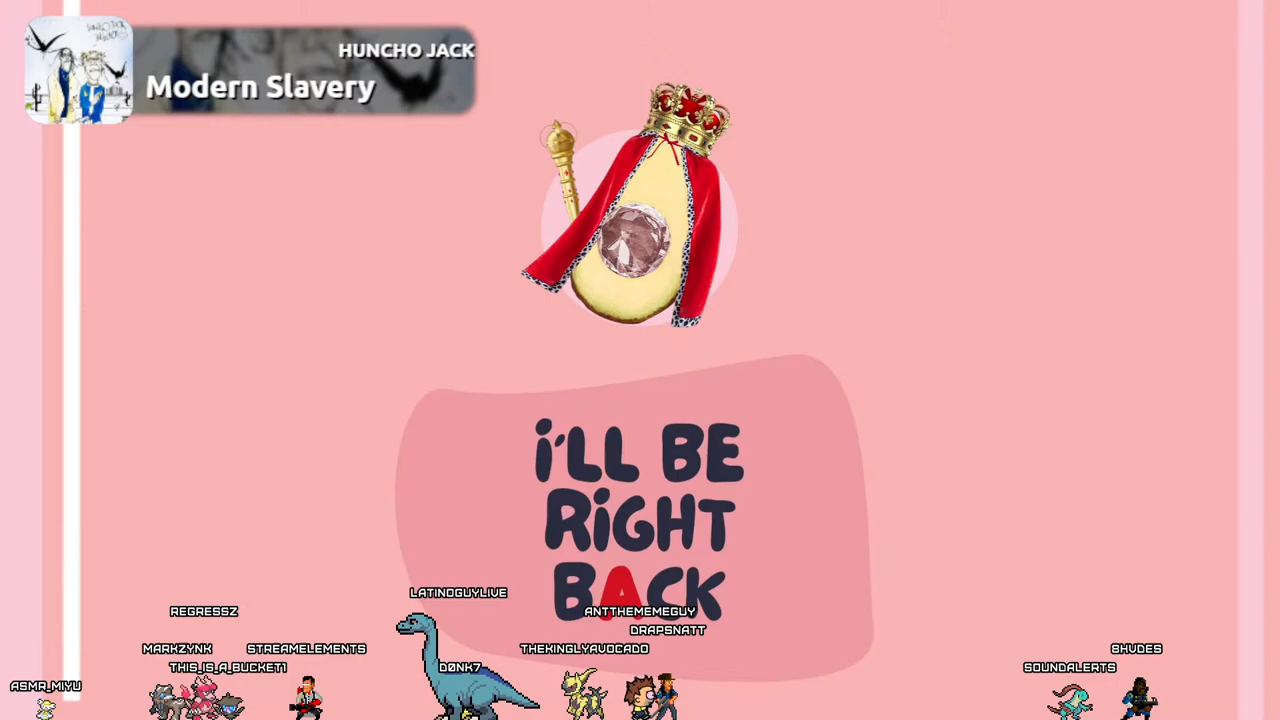 HUNCHO JACK
Modern Slavery
i'LL BE
RiGHT
BACK
LATINOGUYLIVE
REGRESSZ
ANTTHEMEMEGUY
DRAPSNATT
MARKZYNK
STREAMELEMENTS
THEKINGLYAVOCADO
8HVDES
THIS_IS_A_BUCKET1
DØNK7
SOUNDALERTS
ASMR_MIYU